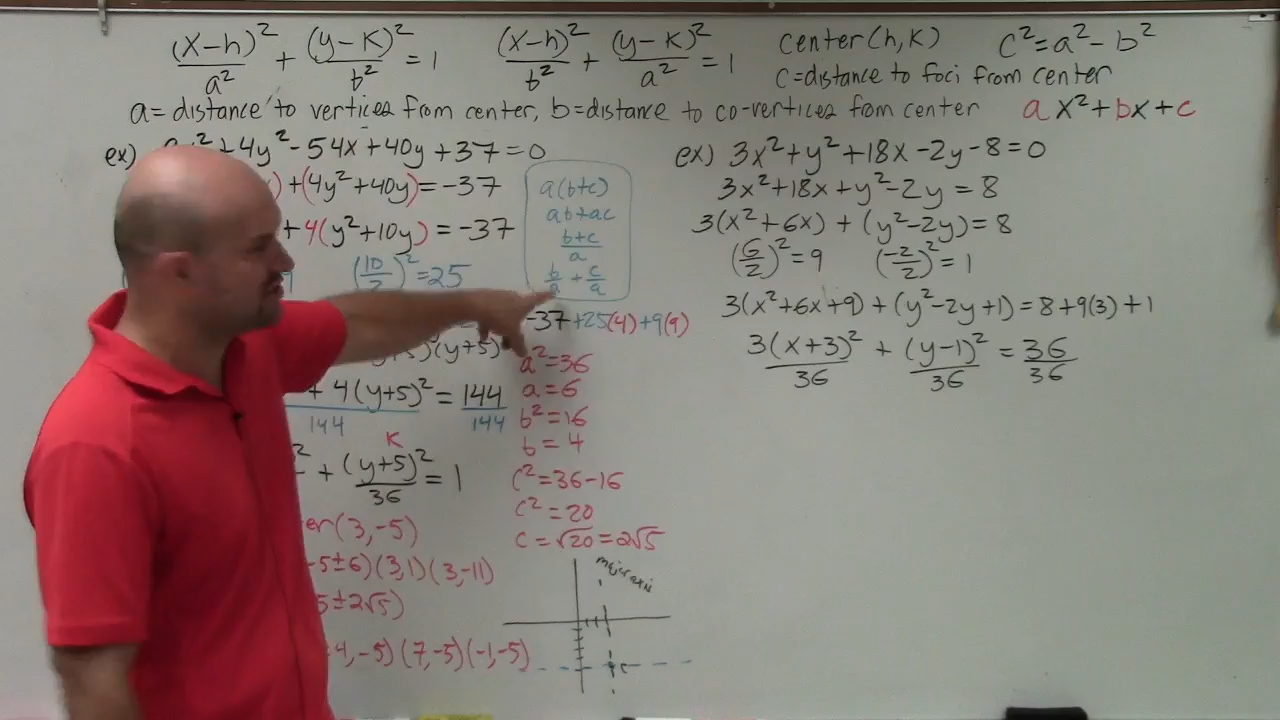 (x-h)²/a² + (y-k)²/b² = 1   (x-h)²/b² + (y-k)²/a² = 1   center (h,k)   c²=a²-b²
c=distance to foci from center
a= distance to vertices from center, b=distance to co-vertices from center   ax²+bx+c
ex) +4y²-54x+40y+37=0
)+(4y²+40y)=-37
+ 4(y²+10y)=-37
(10/2)²=25
a(b+c)
ab+ac
b+c/a
b/a + c/a
-37+25(4)+9(9)
(y+5)
+ 4(y+5)²=144
144   144
k
+ (y+5)²/36 = 1
(3,-5)
-5±6)(3,1)(3,-11)
5±2√5)
4,-5)(7,-5)(-1,-5)
a²=36
a=6
b²=16
b=4
c²=36-16
c²=20
c=√20=2√5
major axis
c
ex) 3x²+y²+18x-2y-8=0
3x²+18x+y²-2y=8
3(x²+6x)+(y²-2y)=8
(6/2)²=9   (-2/2)²=1
3(x²+6x+9)+(y²-2y+1)=8+9(3)+1
3(x+3)²/36 + (y-1)²/36 = 36/36